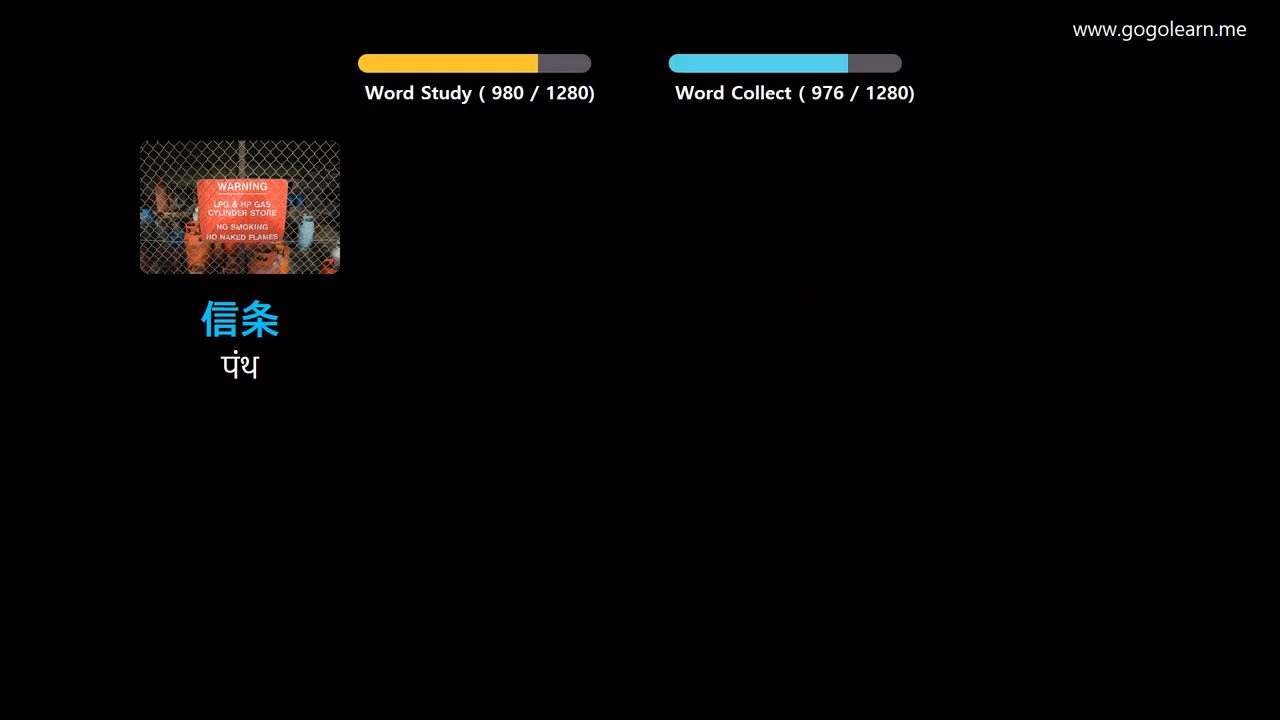 www.gogolearn.me
Word Study ( 980 / 1280)
Word Collect ( 976 / 1280)
WARNING
LPG & HP GAS
CYLINDER STORE
NO SMOKING
NO NAKED FLAMES
信条
पंथ